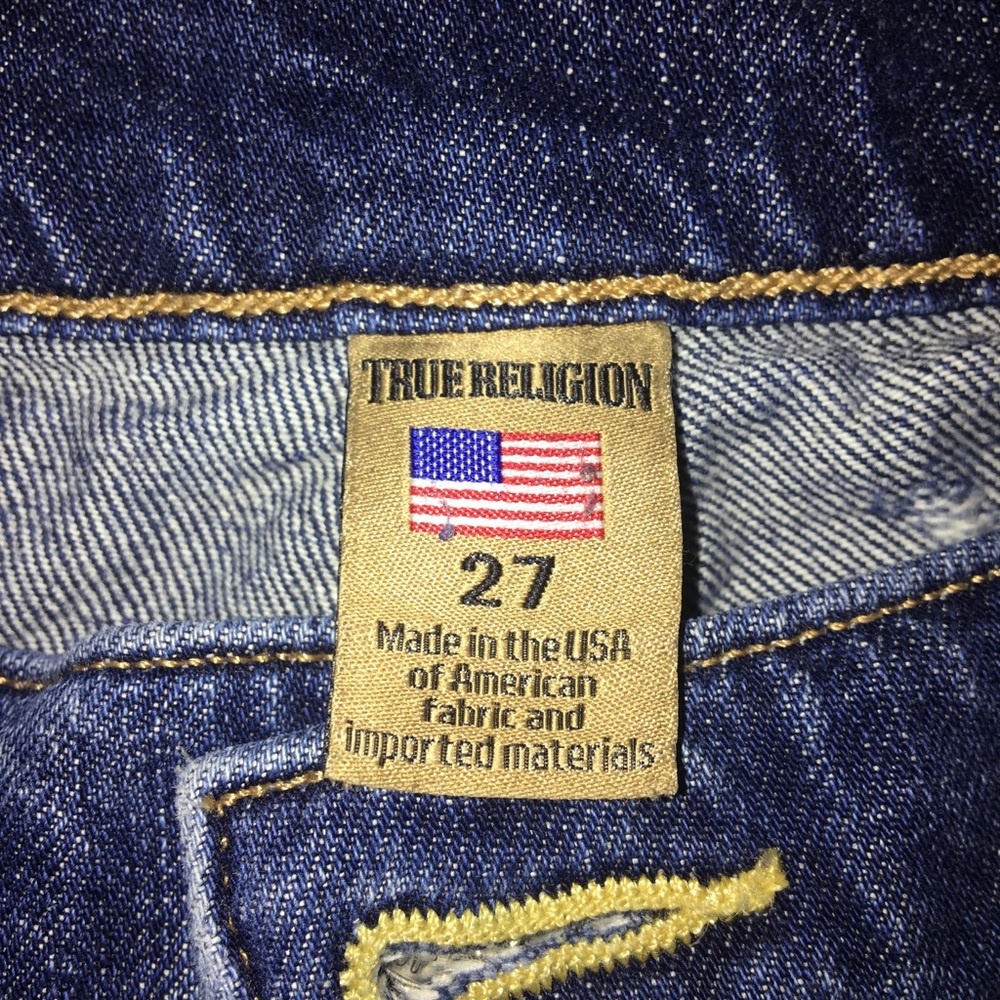 TRUE RELIGION
27
Made in the USA
of American
fabric and
imported materials